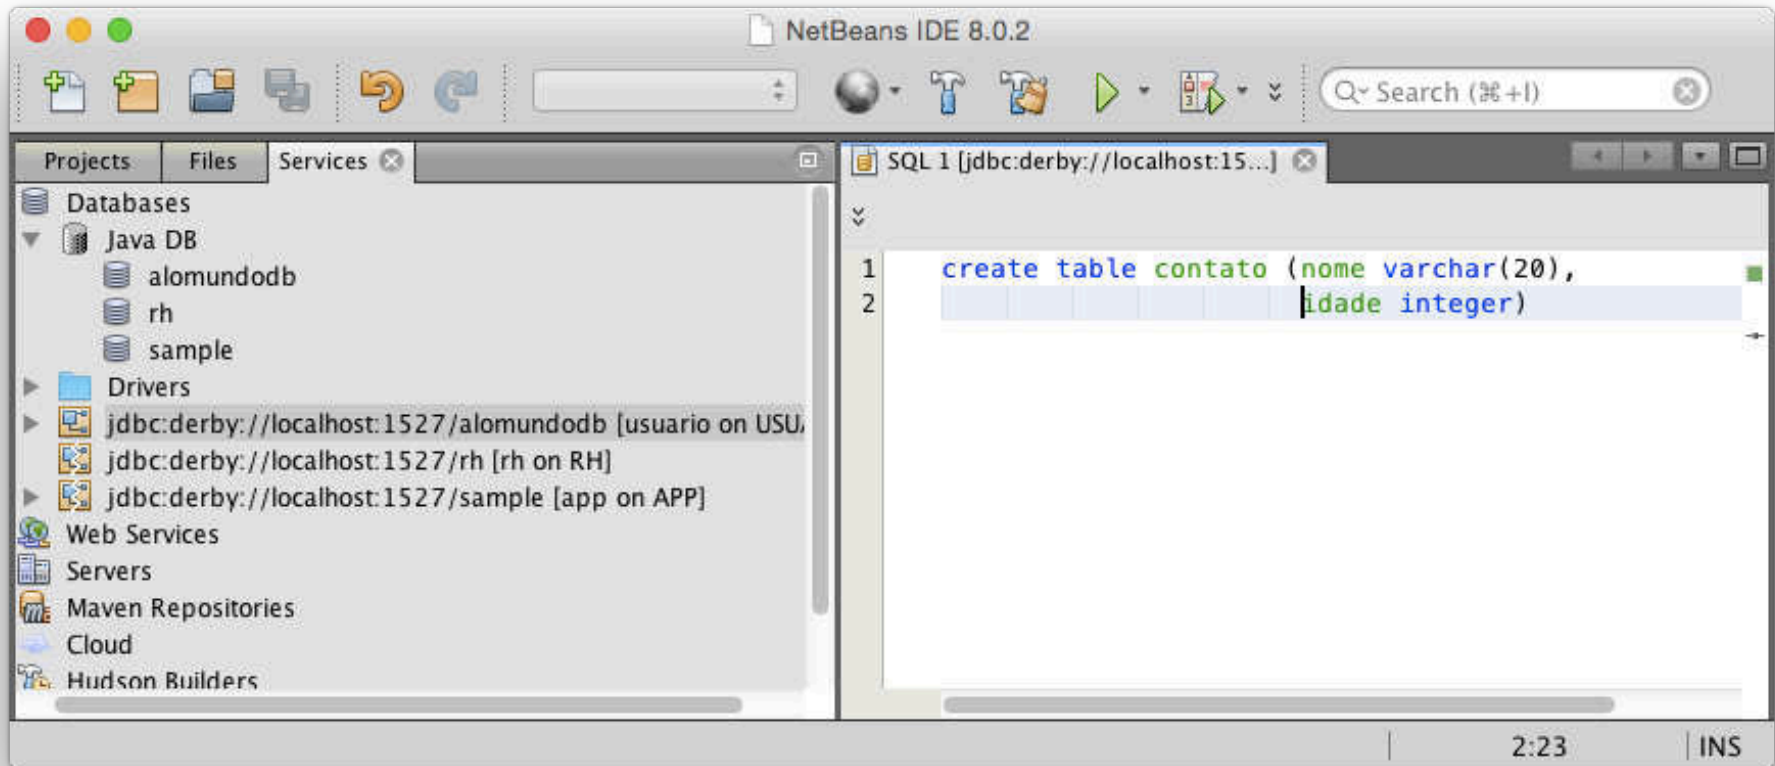 NetBeans IDE 8.0.2
Search (⌘+I)
Projects Files Services
Databases
Java DB
alomundodb
rh
sample
Drivers
jdbc:derby://localhost:1527/alomundodb [usuario on USU
jdbc:derby://localhost:1527/rh [rh on RH]
jdbc:derby://localhost:1527/sample [app on APP]
Web Services
Servers
Maven Repositories
Cloud
Hudson Builders
SQL 1 [jdbc:derby://localhost:15...]
1 create table contato (nome varchar(20),
2 idade integer)
2:23 INS